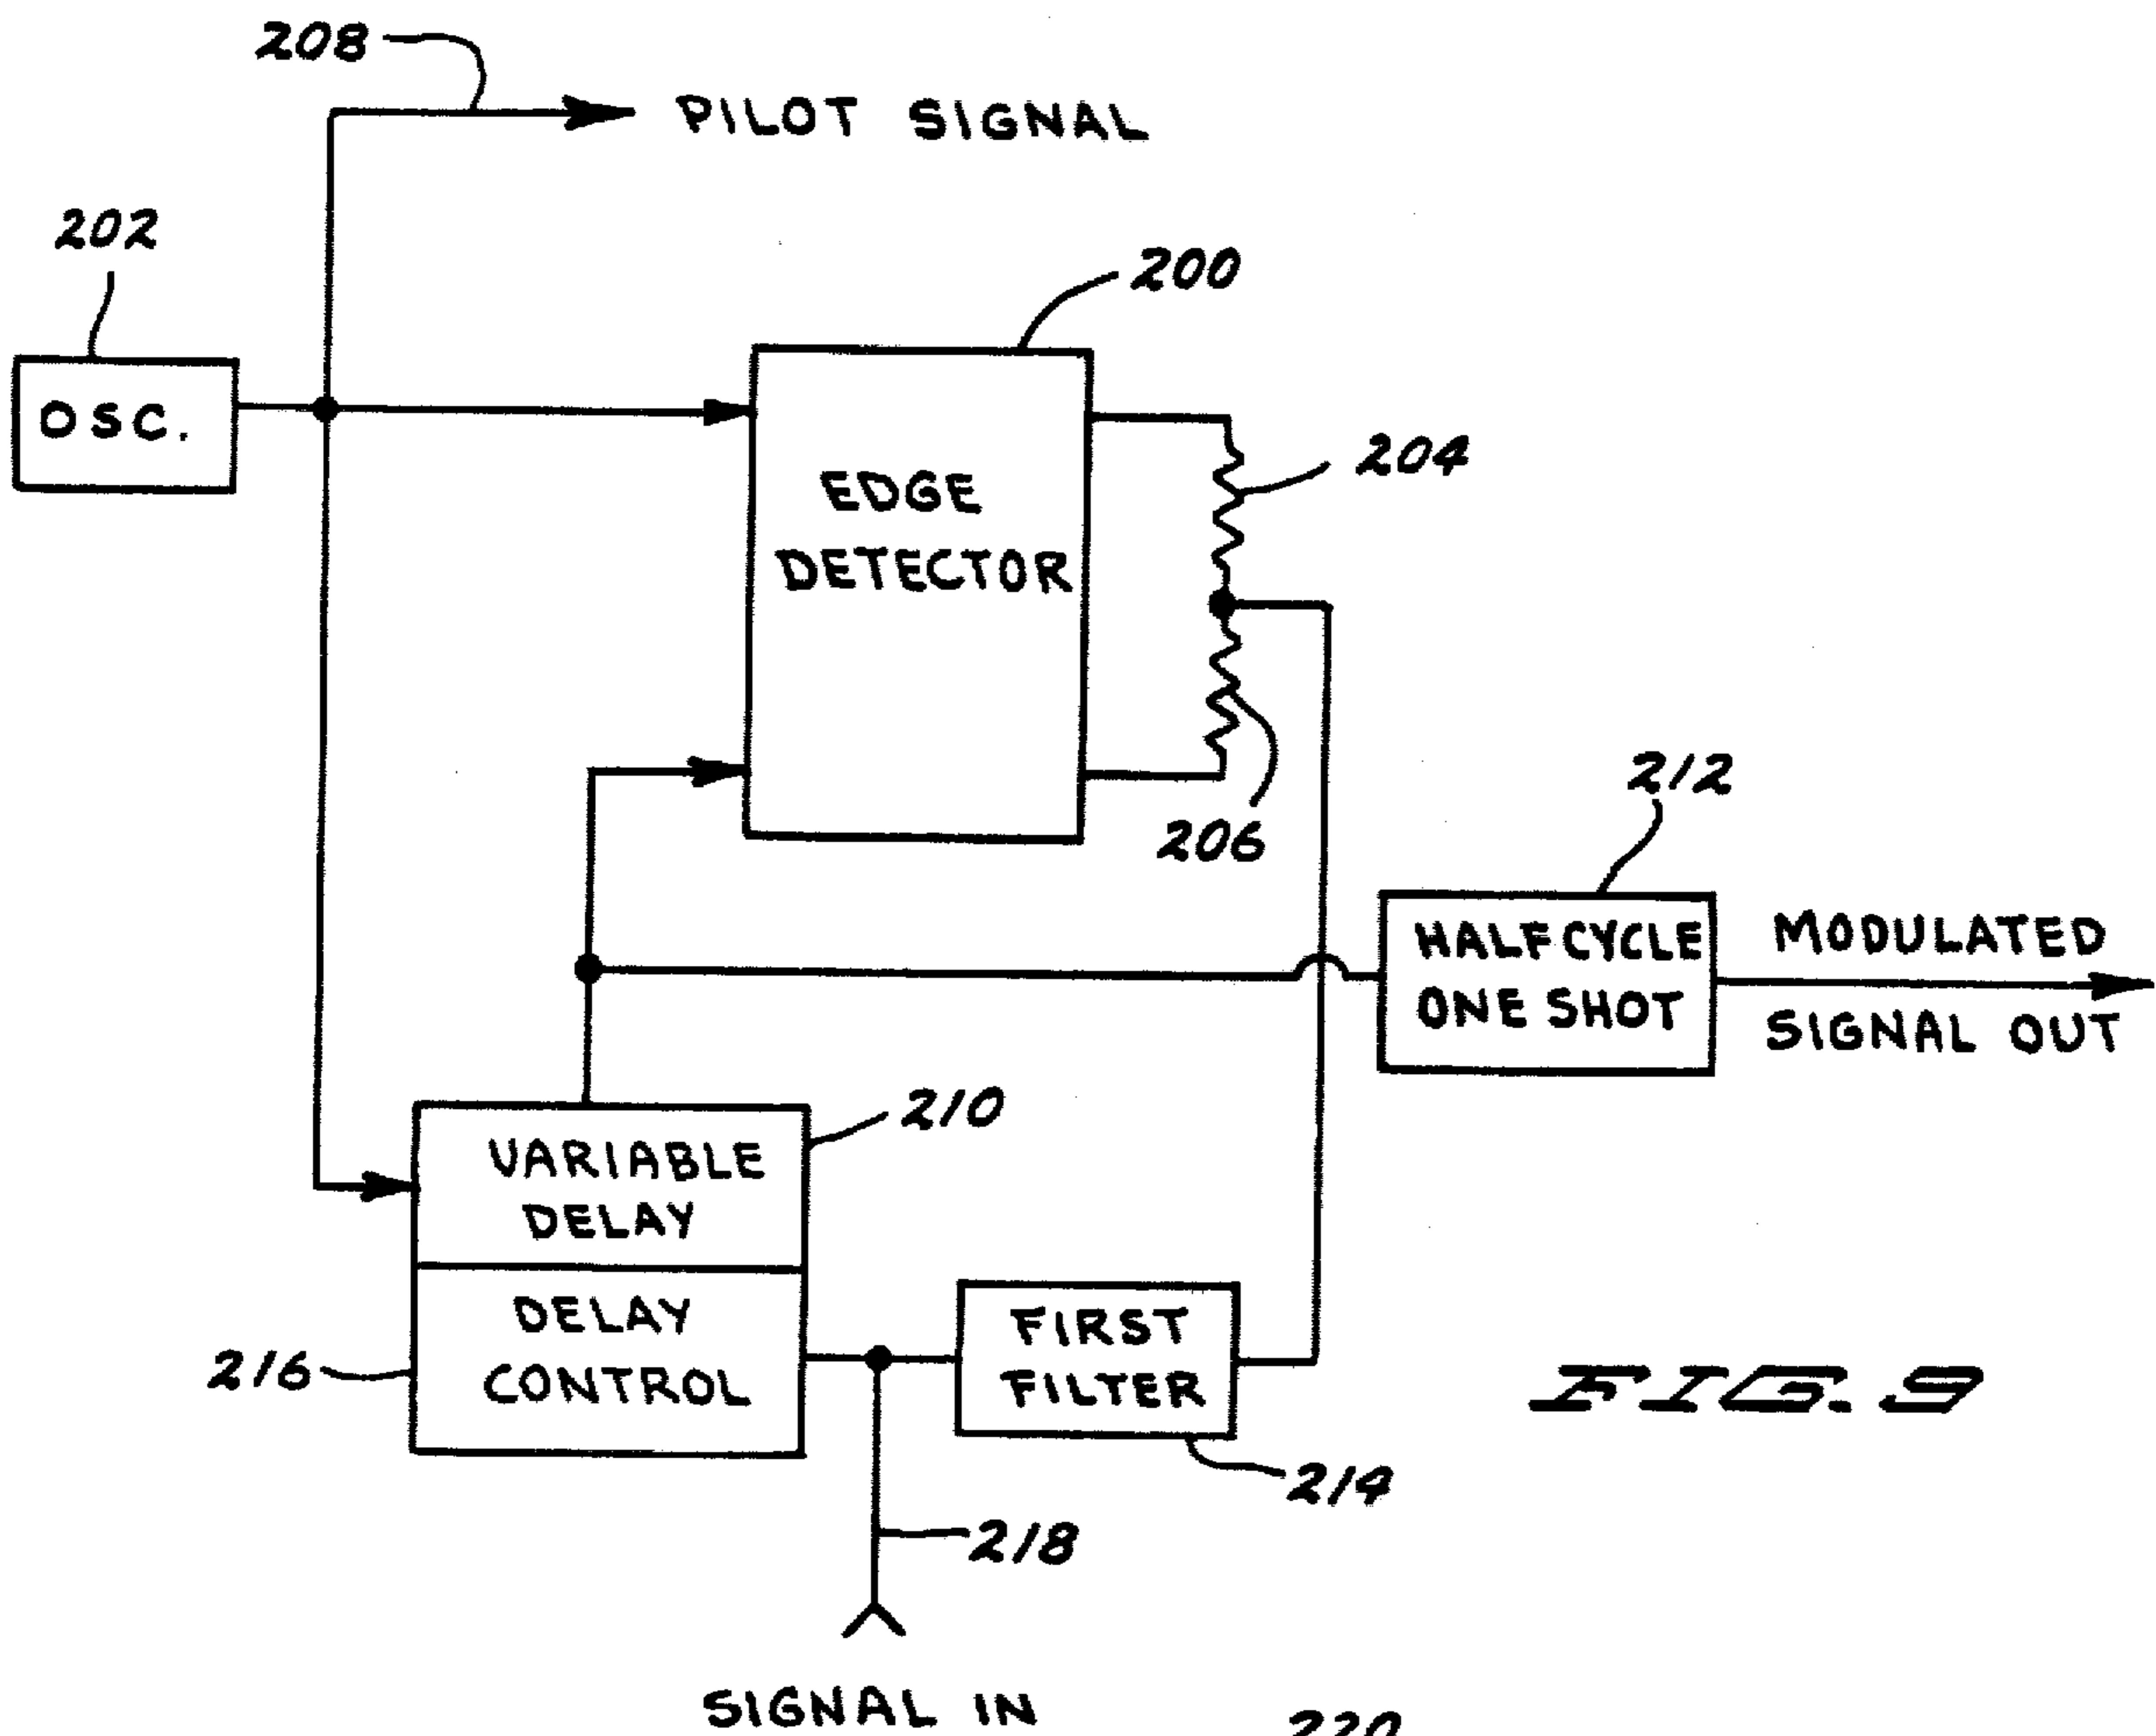 208
PILOT SIGNAL
202
200
OSC.
204
EDGE
DETECTOR
206
212
HALF CYCLE
ONE SHOT
MODULATED
SIGNAL OUT
210
VARIABLE
DELAY
DELAY
CONTROL
216
FIRST
FILTER
FIG. 9
214
218
SIGNAL IN
220